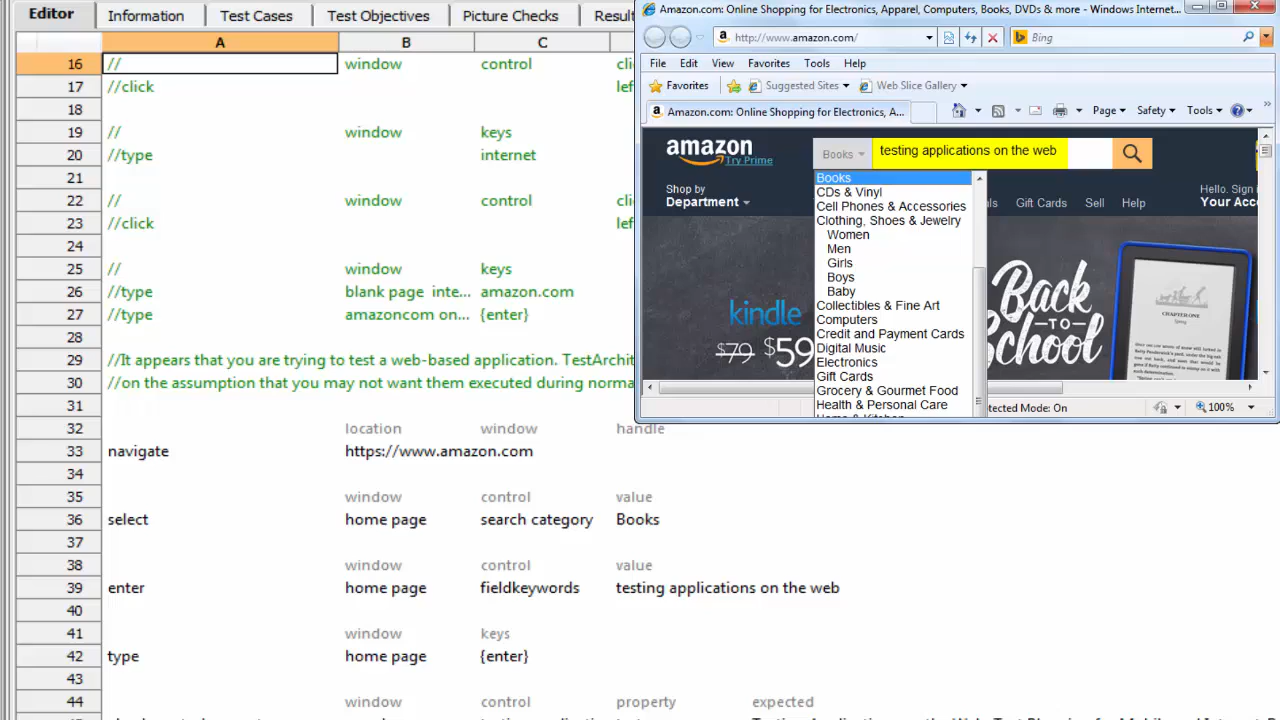 Editor Information Test Cases Test Objectives Picture Checks Resul
A B C
16 // window control cli
17 //click lef
18
19 // window keys
20 //type internet
21
22 // window control cli
23 //click lef
24
25 // window keys
26 //type blank page inte... amazon.com
27 //type amazoncom on... {enter}
28
29 //It appears that you are trying to test a web-based application. TestArchit
30 //on the assumption that you may not want them executed during norma
31
32 location window handle
33 navigate https://www.amazon.com
34
35 window control value
36 select home page search category Books
37
38 window control value
39 enter home page fieldkeywords testing applications on the web
40
41 window keys
42 type home page {enter}
43
44 window control property expected
Amazon.com: Online Shopping for Electronics, Apparel, Computers, Books, DVDs & more - Windows Internet...
http://www.amazon.com/ Bing
File Edit View Favorites Tools Help
Favorites Suggested Sites Web Slice Gallery
Amazon.com: Online Shopping for Electronics, A... Page Safety Tools
amazon Try Prime Books testing applications on the web
Shop by
Department
als Gift Cards Sell Help
Hello. Sign i
Your Acc
Books
CDs & Vinyl
Cell Phones & Accessories
Clothing, Shoes & Jewelry
Women
Men
Girls
Boys
Baby
Collectibles & Fine Art
Computers
Credit and Payment Cards
Digital Music
Electronics
Gift Cards
Grocery & Gourmet Food
Health & Personal Care
kindle
$79 $59
Back
TO
School
CHAPTER ONE
tected Mode: On 100%